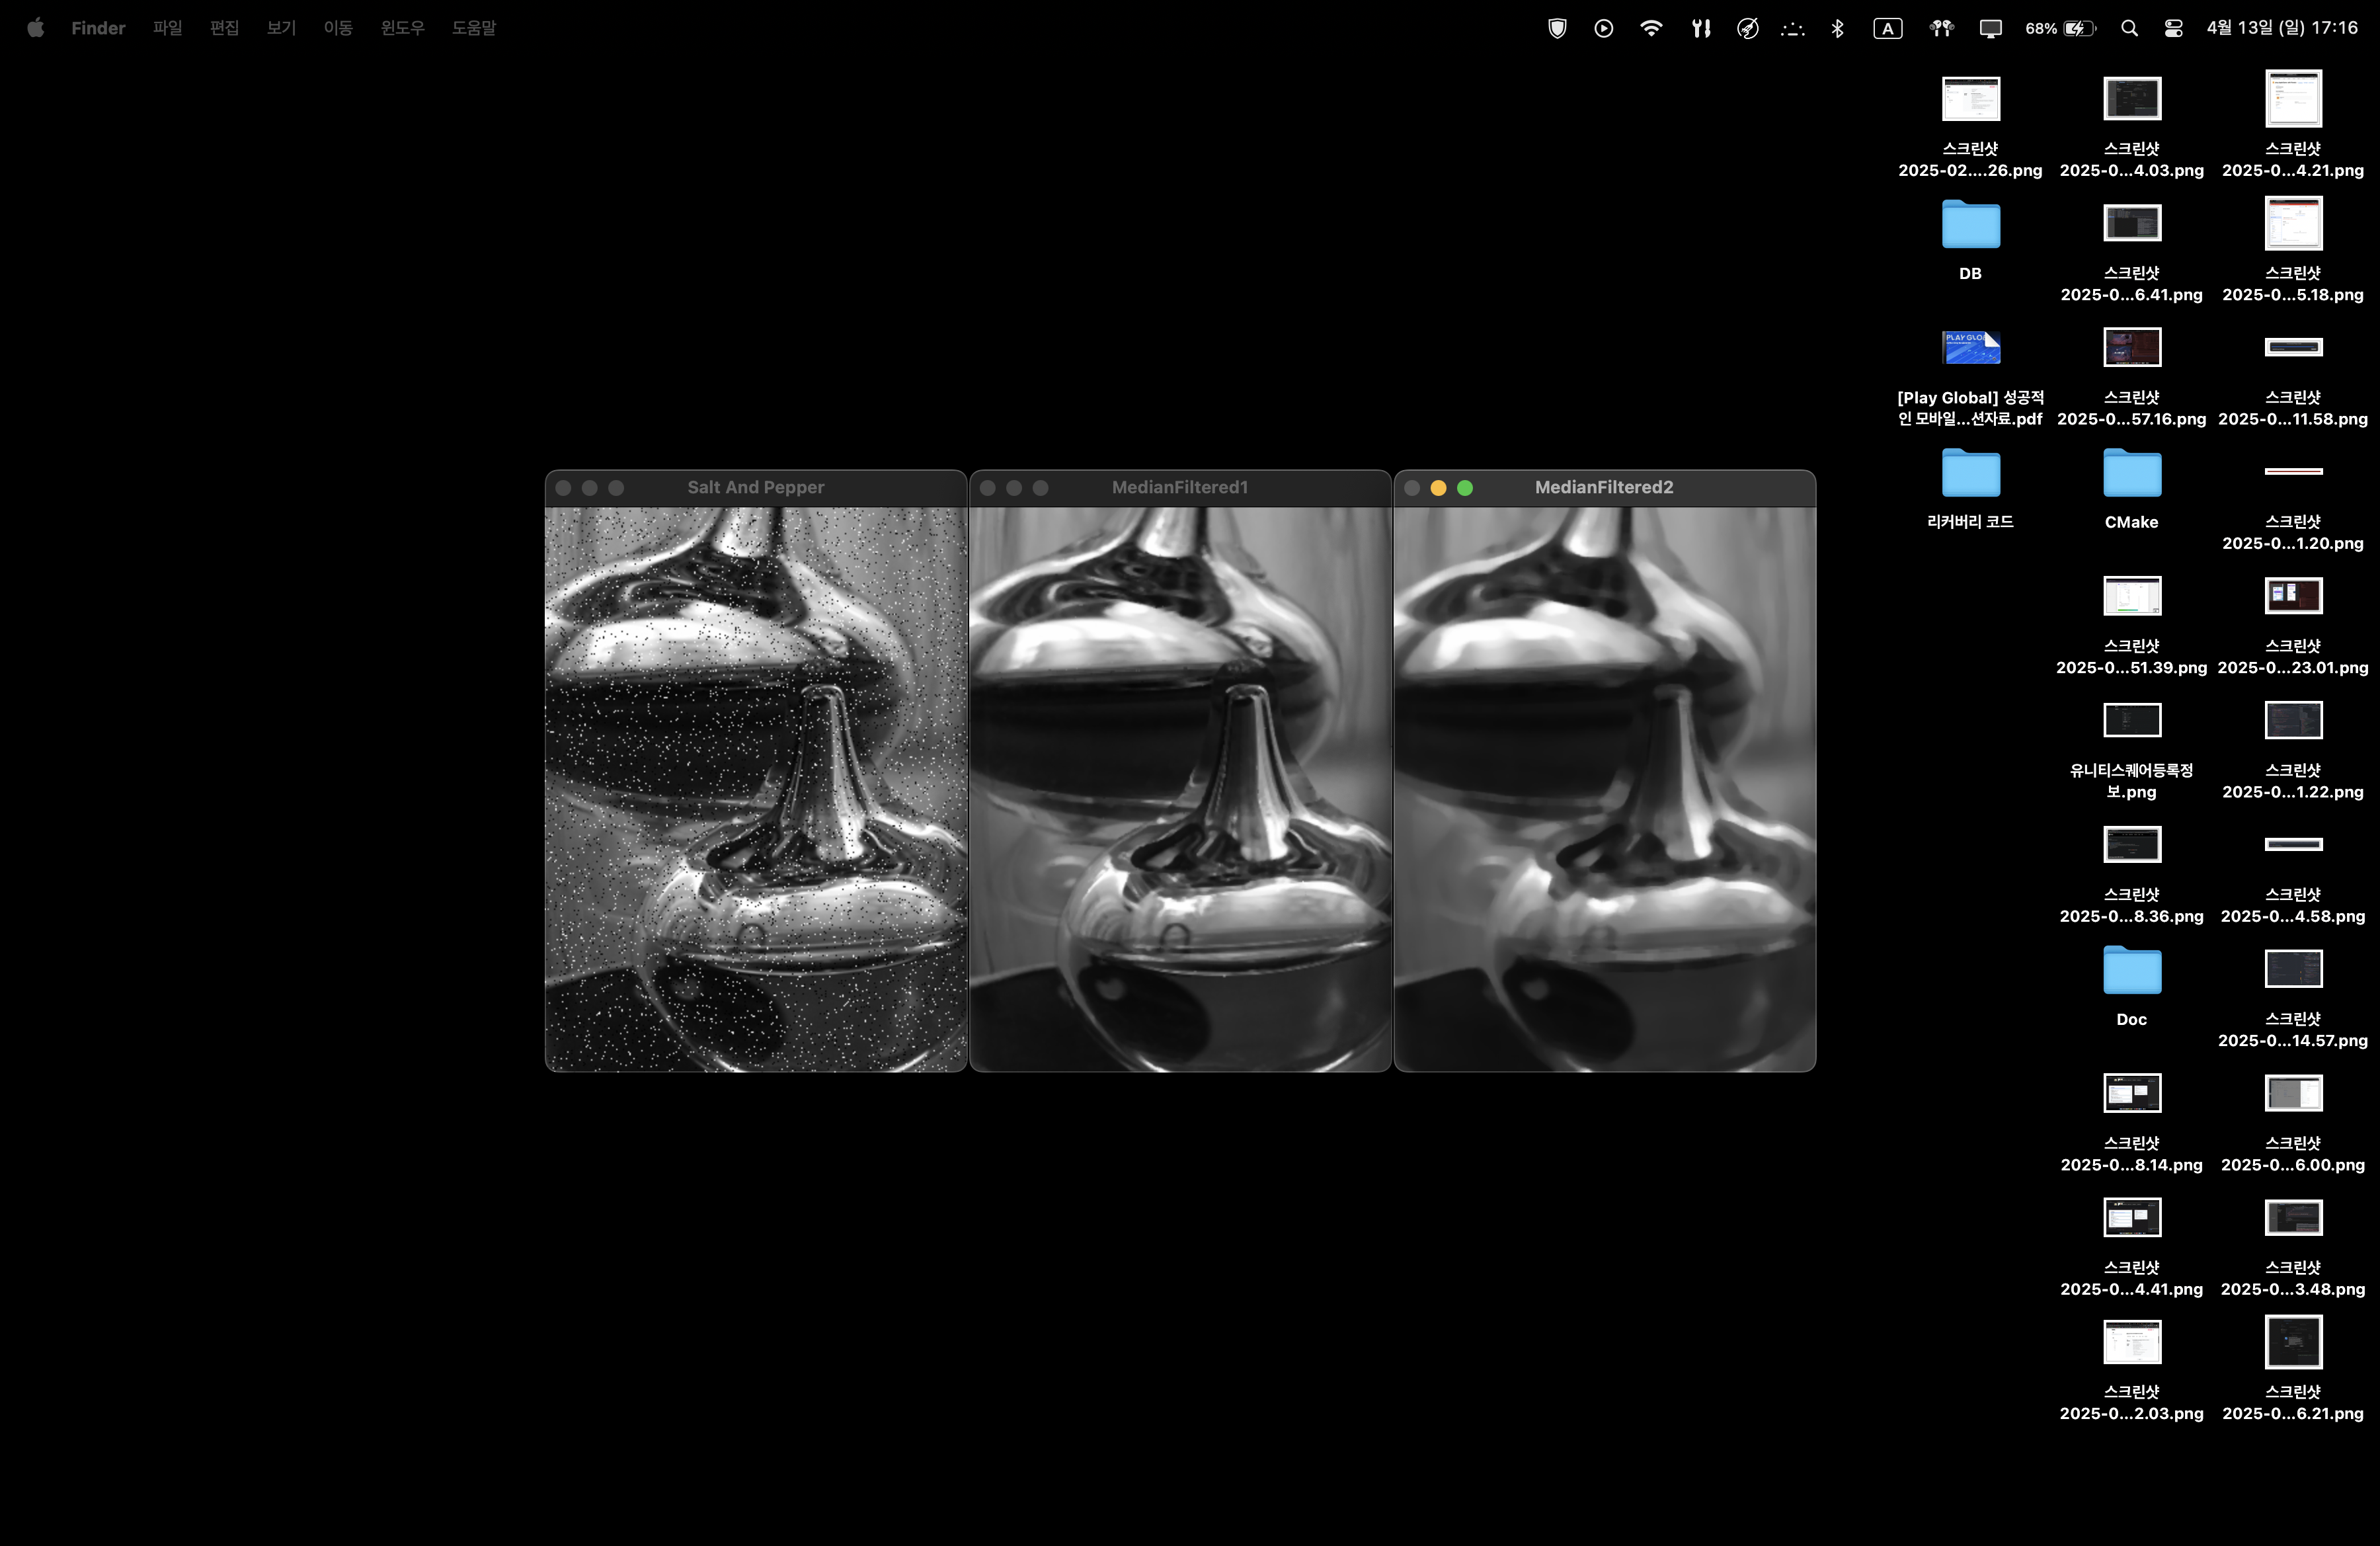 Finder 파일 편집 보기 이동 윈도우 도움말 A 68% 4월 13일 (일) 17:16
스크린샷
2025-02....26.png
스크린샷
2025-0...4.03.png
스크린샷
2025-0...4.21.png
DB
스크린샷
2025-0...6.41.png
스크린샷
2025-0...5.18.png
PLAY GLO
[Play Global] 성공적
인 모바일...션자료.pdf
스크린샷
2025-0...57.16.png
스크린샷
2025-0...11.58.png
리커버리 코드
CMake
스크린샷
2025-0...1.20.png
Salt And Pepper
MedianFiltered1
MedianFiltered2
스크린샷
2025-0...51.39.png
스크린샷
2025-0...23.01.png
유니티스퀘어등록정
보.png
스크린샷
2025-0...1.22.png
스크린샷
2025-0...8.36.png
스크린샷
2025-0...4.58.png
Doc
스크린샷
2025-0...14.57.png
스크린샷
2025-0...8.14.png
스크린샷
2025-0...6.00.png
스크린샷
2025-0...4.41.png
스크린샷
2025-0...3.48.png
스크린샷
2025-0...2.03.png
스크린샷
2025-0...6.21.png